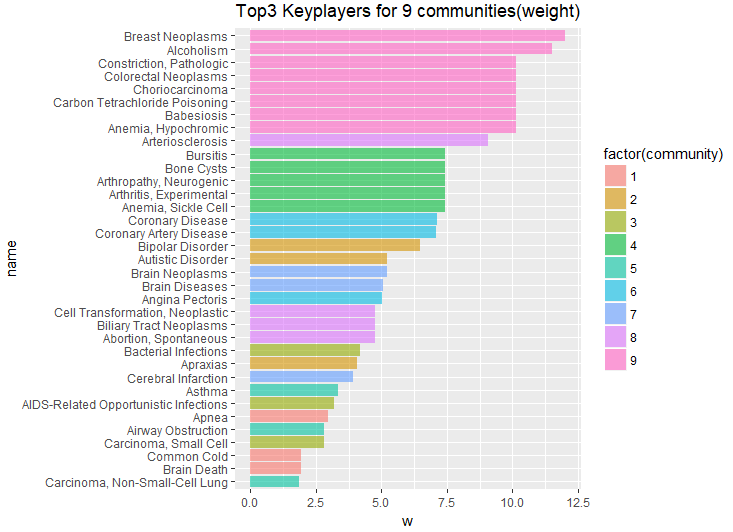 Top3 Keyplayers for 9 communities(weight)
Breast Neoplasms
Alcoholism
Constriction, Pathologic
Colorectal Neoplasms
Choriocarcinoma
Carbon Tetrachloride Poisoning
Babesiosis
Anemia, Hypochromic
Arteriosclerosis
Bursitis
Bone Cysts
Arthropathy, Neurogenic
Arthritis, Experimental
Anemia, Sickle Cell
Coronary Disease
Coronary Artery Disease
Bipolar Disorder
Autistic Disorder
Brain Neoplasms
Brain Diseases
Angina Pectoris
Cell Transformation, Neoplastic
Biliary Tract Neoplasms
Abortion, Spontaneous
Bacterial Infections
Apraxias
Cerebral Infarction
Asthma
AIDS-Related Opportunistic Infections
Apnea
Airway Obstruction
Carcinoma, Small Cell
Common Cold
Brain Death
Carcinoma, Non-Small-Cell Lung
name
0.0 2.5 5.0 7.5 10.0 12.5
w
factor(community)
1
2
3
4
5
6
7
8
9